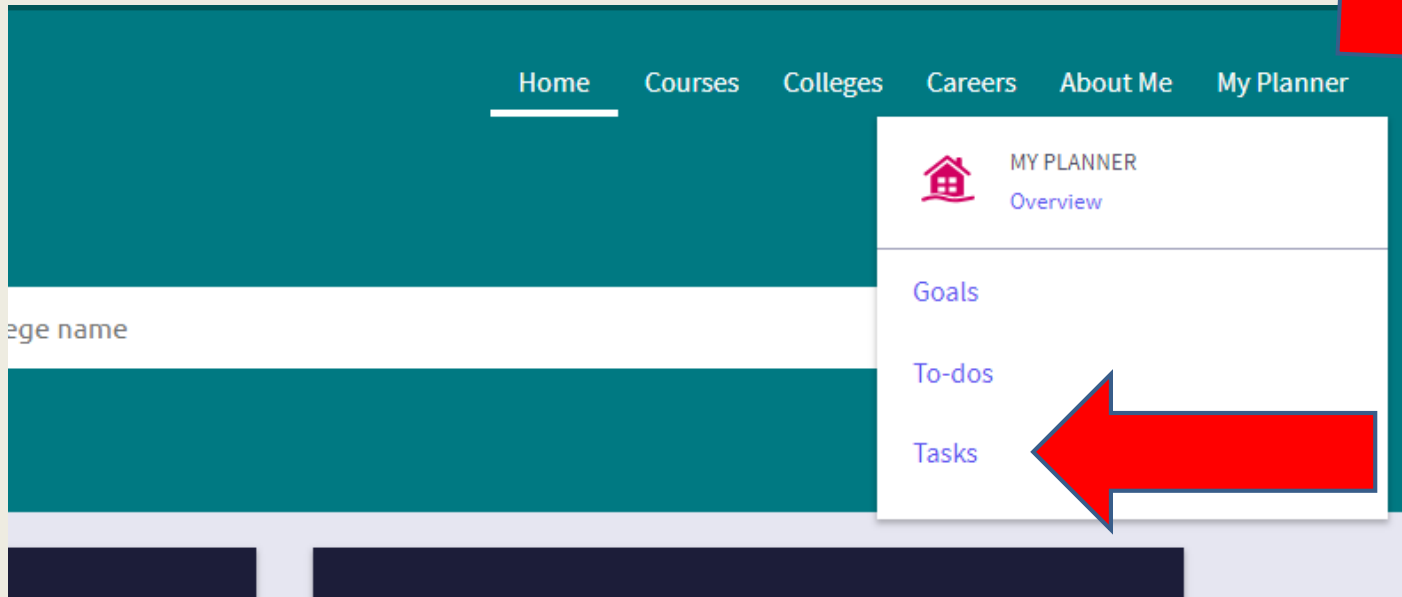 Home Courses Colleges Careers About Me My Planner
MY PLANNER
Overview
Goals
ege name
To-dos
Tasks